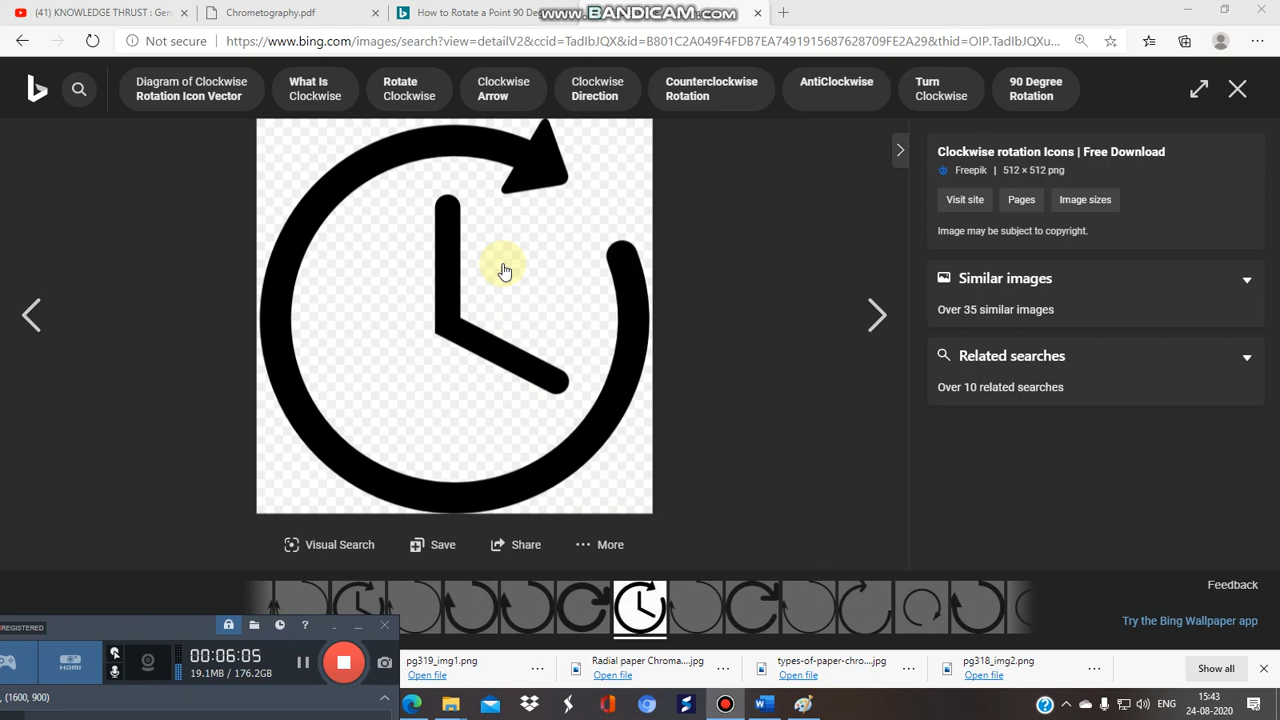 (41) KNOWLEDGE THRUST : Gen
Chrometography.pdf
How to Rotate a Point 90 De
www.BANDICAM.com
Not secure
https://www.bing.com/images/search?view=detailV2&ccid=TadIbJQX&id=B801C2A049F4FDB7EA7491915687628709FE2A29&thid=OIP.TadIbJQXu...
Diagram of Clockwise
Rotation Icon Vector
What Is
Clockwise
Rotate
Clockwise
Clockwise
Arrow
Clockwise
Direction
Counterclockwise
Rotation
AntiClockwise
Turn
Clockwise
90 Degree
Rotation
Clockwise rotation Icons | Free Download
Freepik | 512 × 512 png
Visit site
Pages
Image sizes
Image may be subject to copyright.
Similar images
Over 35 similar images
Related searches
Over 10 related searches
Visual Search
Save
Share
More
Feedback
Try the Bing Wallpaper app
REGISTERED
HDMI
00:06:05
19.1MB / 176.2GB
, (1600, 900)
pg319_img1.png
Open file
Radial paper Chroma....jpg
Open file
types-of-paper-chro...jpg
Open file
pg318_img2.png
Open file
Show all
ENG
15:43
24-08-2020